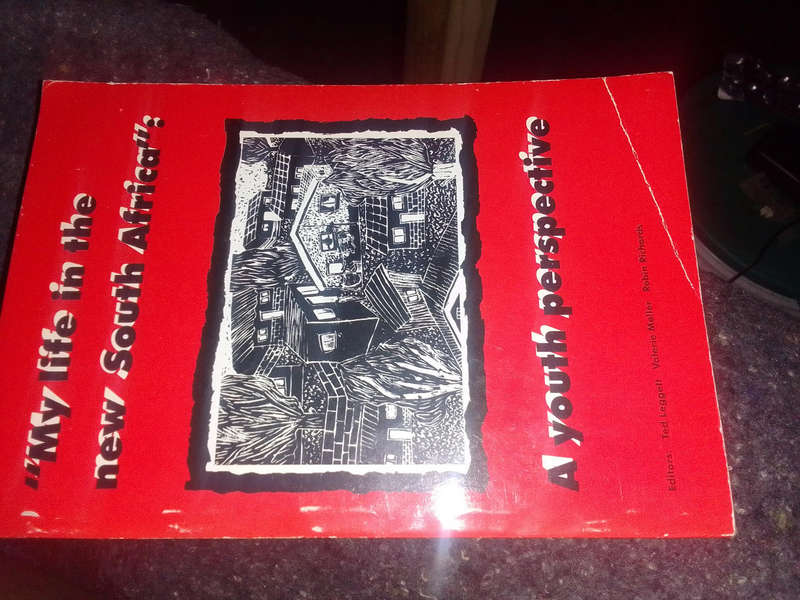 "My life in the
new South Africa":
A youth perspective
Editors Ted Leggett Valerie Møller Robin Richards